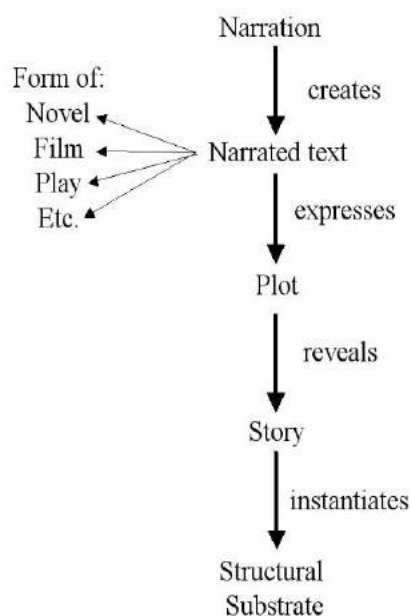 Narration
creates
Form of:
Novel
Film
Play
Etc.
Narrated text
expresses
Plot
reveals
Story
instantiates
Structural
Substrate